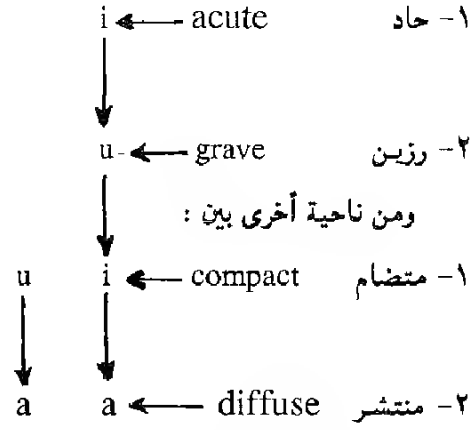 ١- حاد acute i
٢- رزين grave u
ومن ناحية أخرى بين :
١- متضام compact i u
٢- منتشر diffuse a a